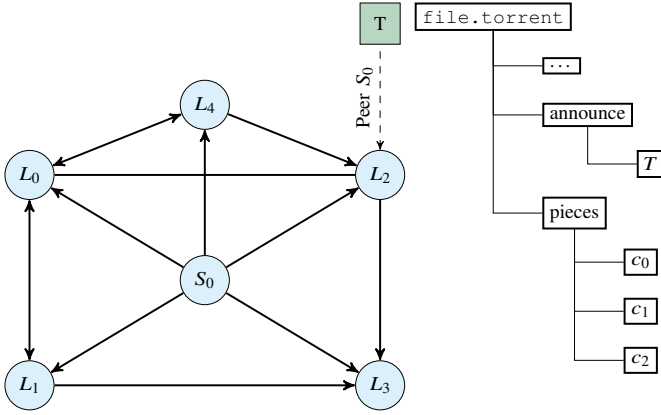 T
Peer S₀
L₄
L₀
L₂
S₀
L₁
L₃
file.torrent
...
announce
T
pieces
c₀
c₁
c₂